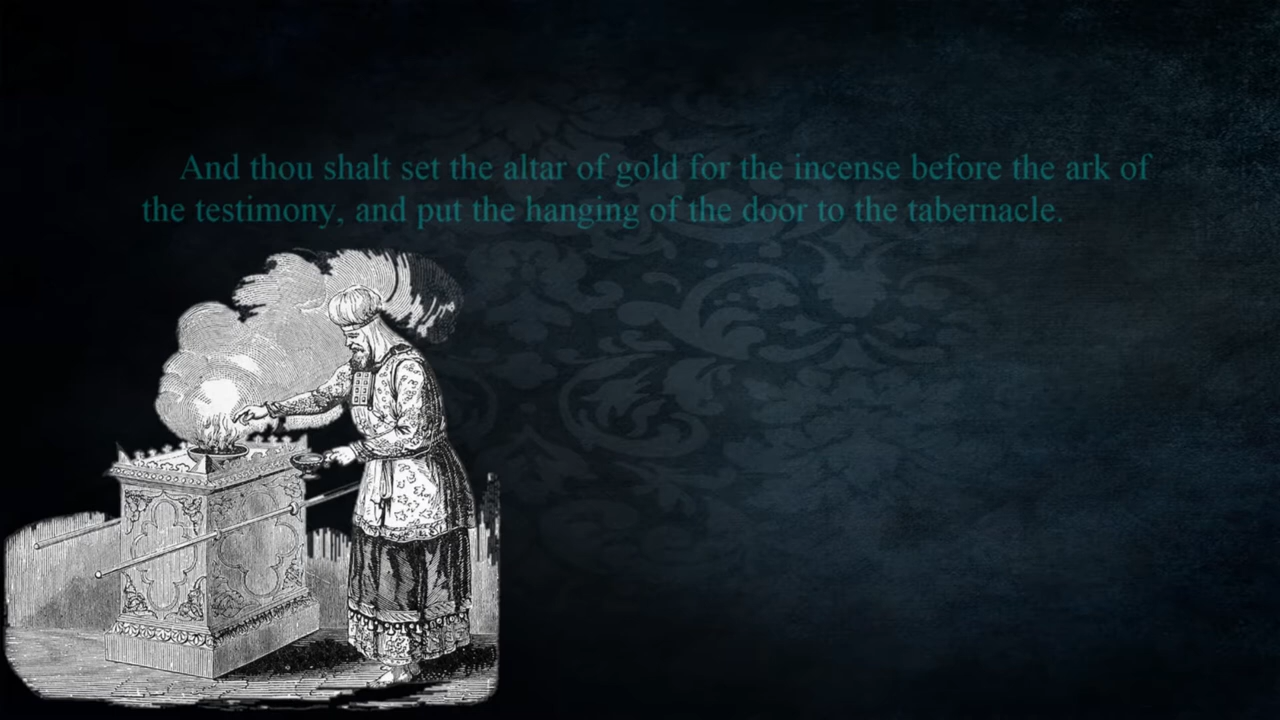 And thou shalt set the altar of gold for the incense before the ark of
the testimony, and put the hanging of the door to the tabernacle.